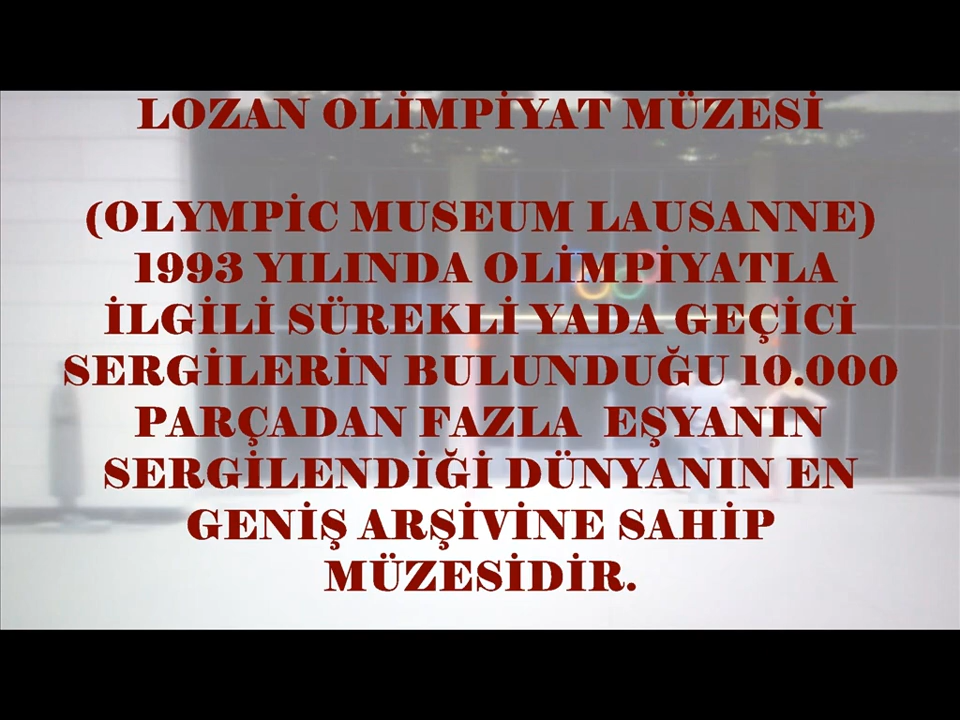 LOZAN OLİMPİYAT MÜZESİ
(OLYMPİC MUSEUM LAUSANNE)
1993 YILINDA OLİMPİYATLA
İLGİLİ SÜREKLİ YADA GEÇİCİ
SERGİLERİN BULUNDUĞU 10.000
PARÇADAN FAZLA EŞYANIN
SERGİLENDİĞİ DÜNYANIN EN
GENİŞ ARŞİVİNE SAHİP
MÜZESİDİR.